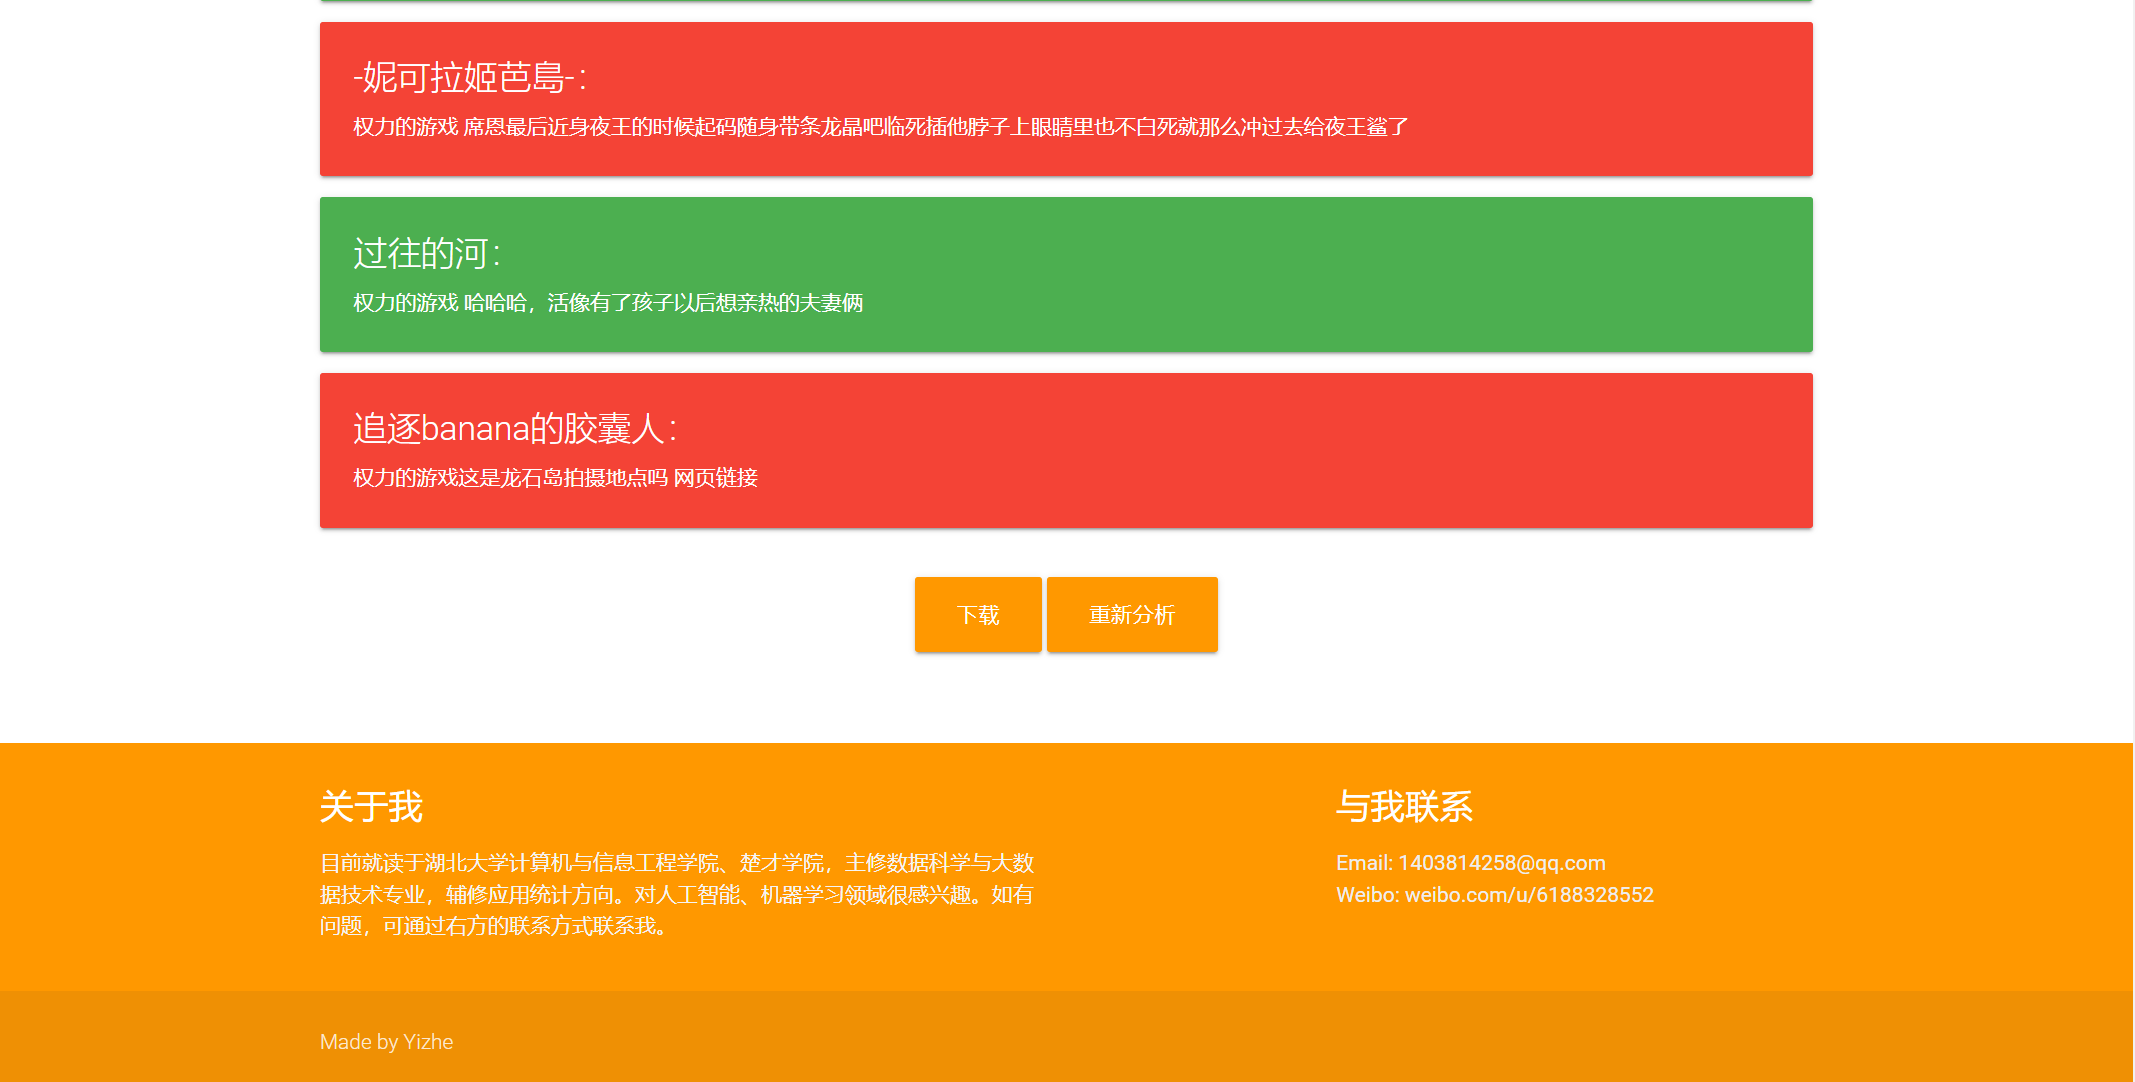 -妮可拉姬芭島-：
权力的游戏 席恩最后近身夜王的时候起码随身带条龙晶吧临死插他脖子上眼睛里也不白死就那么冲过去给夜王鲨了
过往的河：
权力的游戏 哈哈哈，活像有了孩子以后想亲热的夫妻俩
追逐banana的胶囊人：
权力的游戏这是龙石岛拍摄地点吗 网页链接
下载 重新分析
关于我
目前就读于湖北大学计算机与信息工程学院、楚才学院，主修数据科学与大数
据技术专业，辅修应用统计方向。对人工智能、机器学习领域很感兴趣。如有
问题，可通过右方的联系方式联系我。
与我联系
Email: 1403814258@qq.com
Weibo: weibo.com/u/6188328552
Made by Yizhe